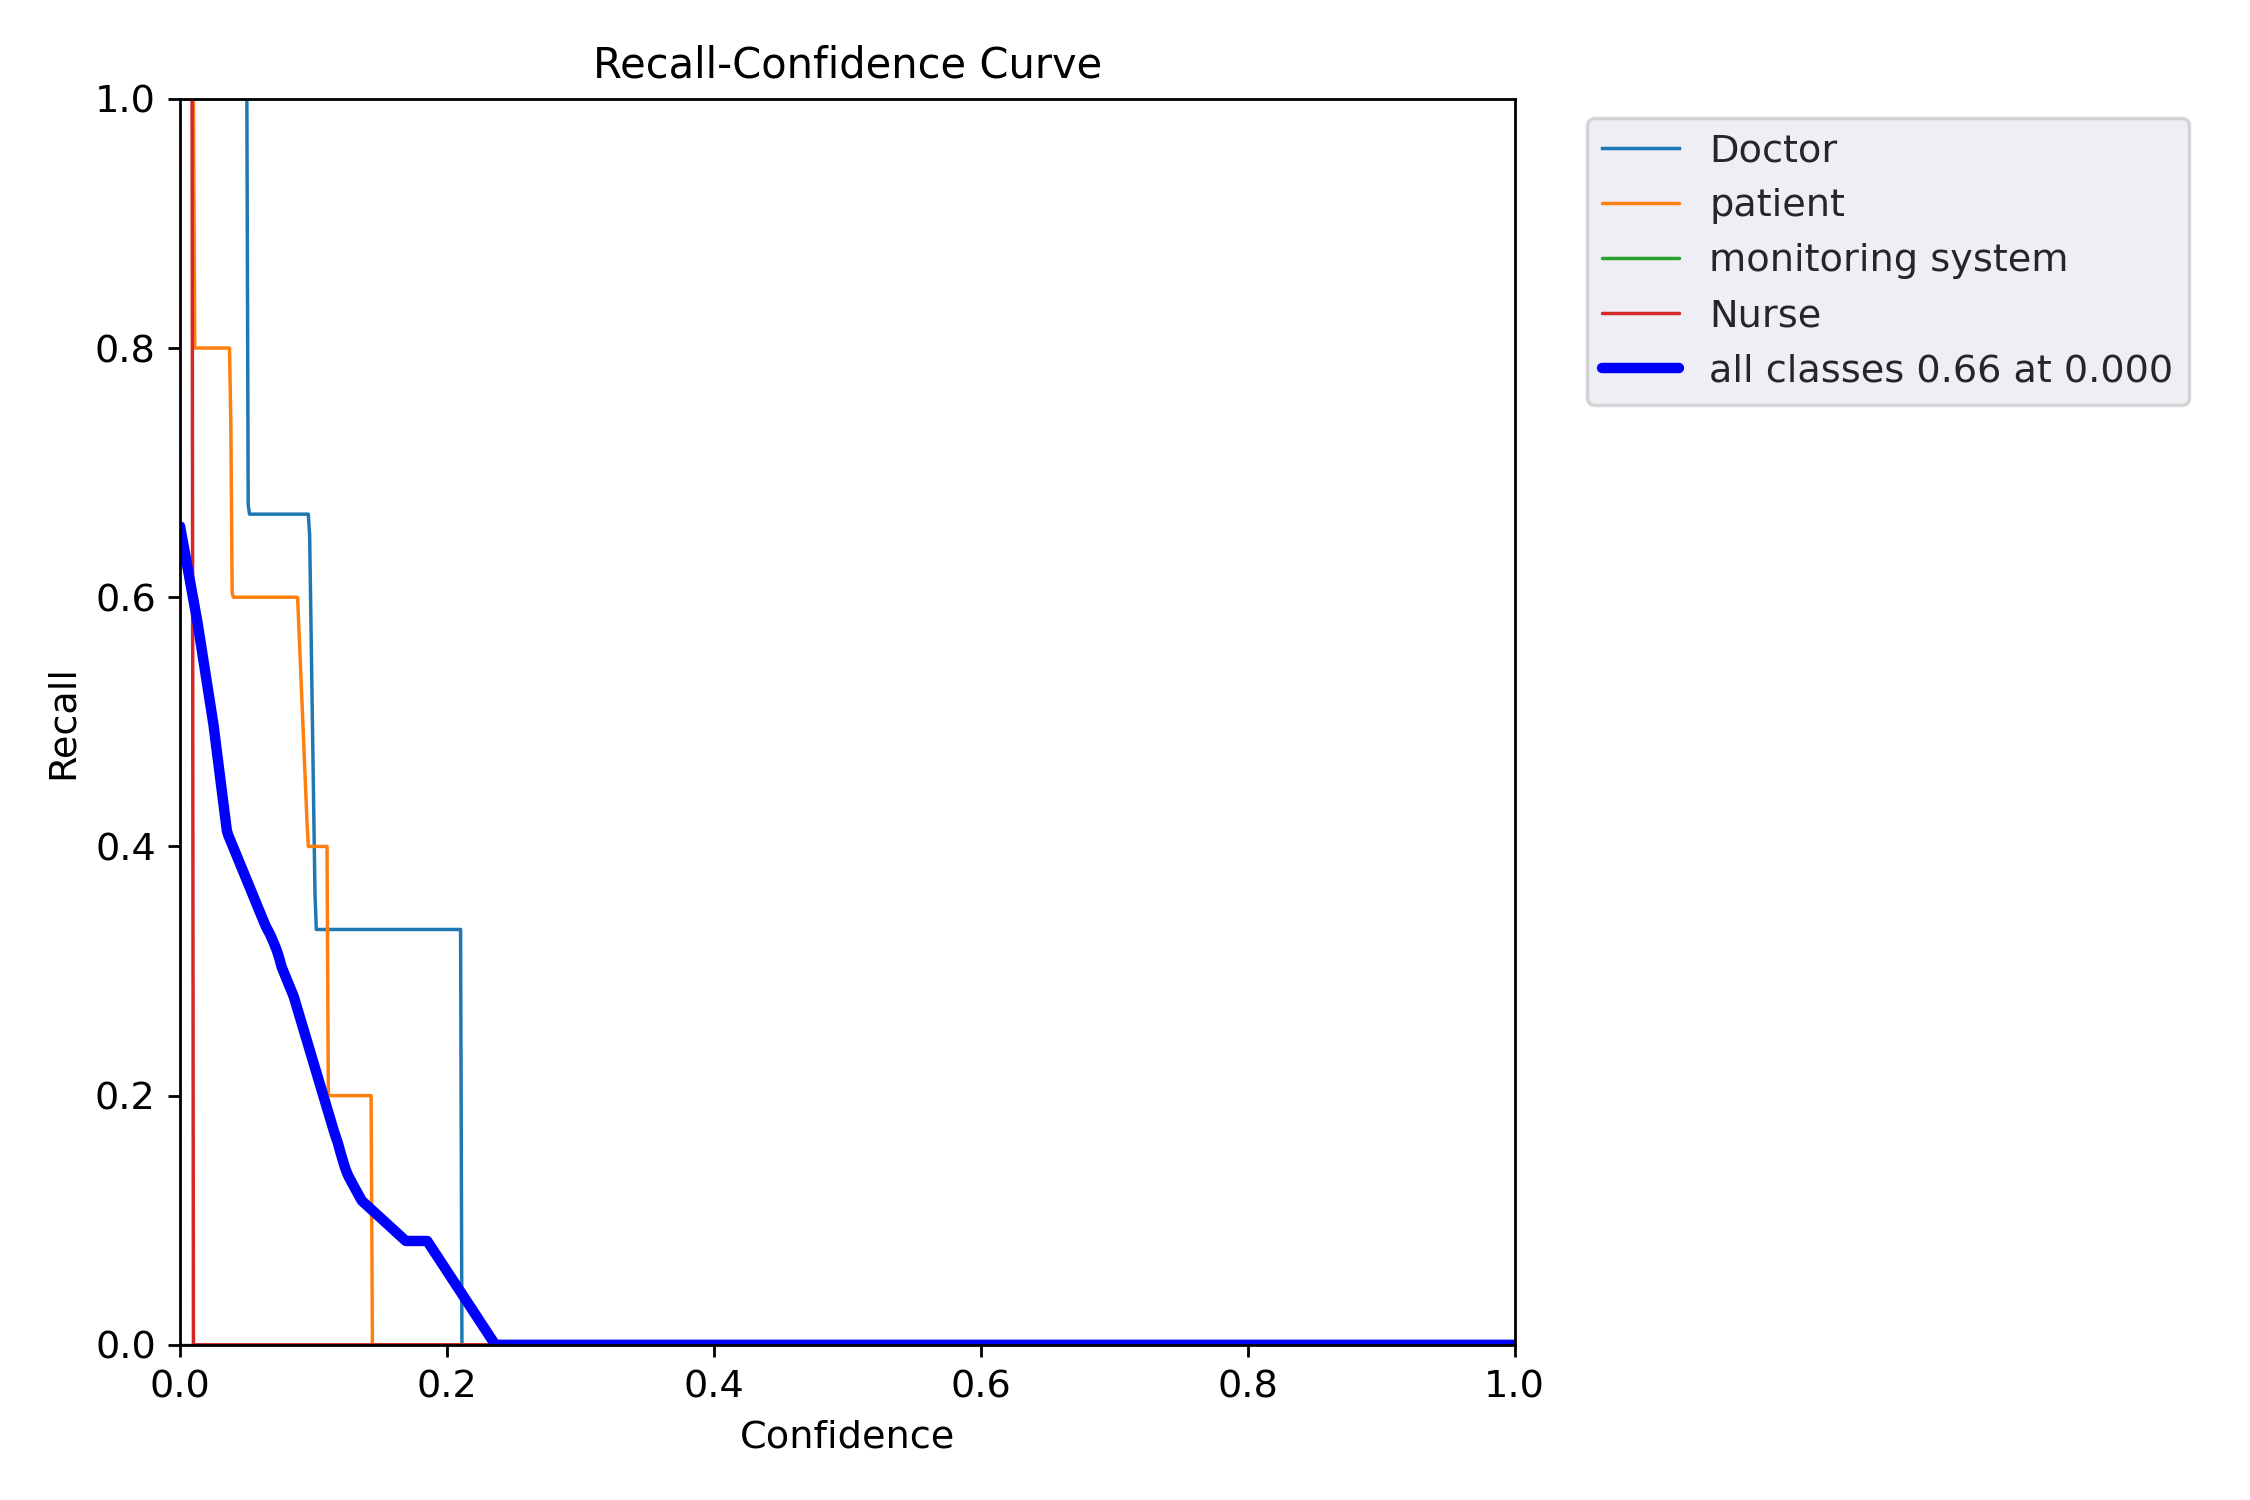 Recall-Confidence Curve
1.0
0.8
0.6
0.4
0.2
0.0
Recall
0.0 0.2 0.4 0.6 0.8 1.0
Confidence
Doctor
patient
monitoring system
Nurse
all classes 0.66 at 0.000